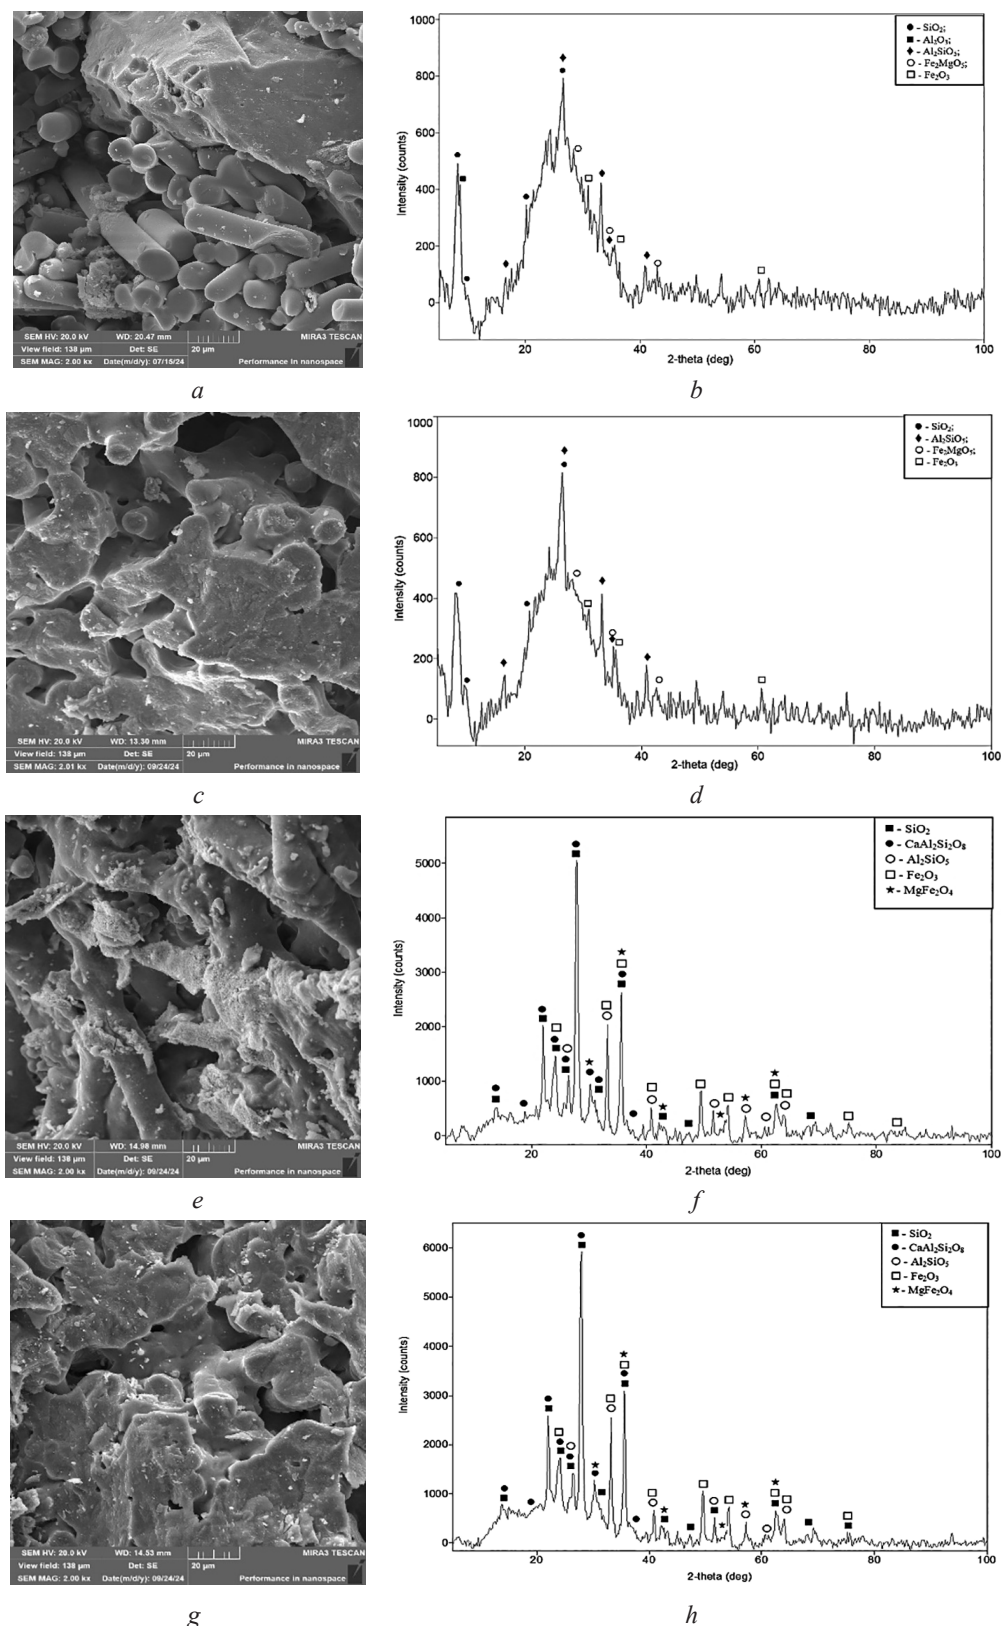 SEM HV: 20.0 kV WD: 20.47 mm MIRA3 TESCAN
View field: 138 µm Det: SE 20 µm
SEM MAG: 2.00 kx Date(m/d/y): 07/15/24 Performance in nanospace
a
1000
800
600
400
200
0
Intensity (counts)
● - SiO₂;
■ - Al₂O₃;
♦ - Al₂SiO₅;
○ - Fe₂MgO₅;
□ - Fe₂O₃
20 40 60 80 100
2-theta (deg)
b
SEM HV: 20.0 kV WD: 13.30 mm MIRA3 TESCAN
View field: 138 µm Det: SE 20 µm
SEM MAG: 2.01 kx Date(m/d/y): 09/24/24 Performance in nanospace
c
1000
800
600
400
200
0
Intensity (counts)
● - SiO₂;
♦ - Al₂SiO₅;
○ - Fe₂MgO₅;
□ - Fe₂O₃
20 40 60 80 100
2-theta (deg)
d
SEM HV: 20.0 kV WD: 14.98 mm MIRA3 TESCAN
View field: 138 µm Det: SE 20 µm
SEM MAG: 2.00 kx Date(m/d/y): 09/24/24 Performance in nanospace
e
5000
4000
3000
2000
1000
0
Intensity (counts)
■ - SiO₂
● - CaAl₂Si₂O₈
○ - Al₂SiO₅
□ - Fe₂O₃
★ - MgFe₂O₄
20 40 60 80 100
2-theta (deg)
f
SEM HV: 20.0 kV WD: 14.53 mm MIRA3 TESCAN
View field: 138 µm Det: SE 20 µm
SEM MAG: 2.00 kx Date(m/d/y): 09/24/24 Performance in nanospace
g
6000
5000
4000
3000
2000
1000
0
Intensity (counts)
■ - SiO₂
● - CaAl₂Si₂O₈
○ - Al₂SiO₅
□ - Fe₂O₃
★ - MgFe₂O₄
20 40 60 80 100
2-theta (deg)
h